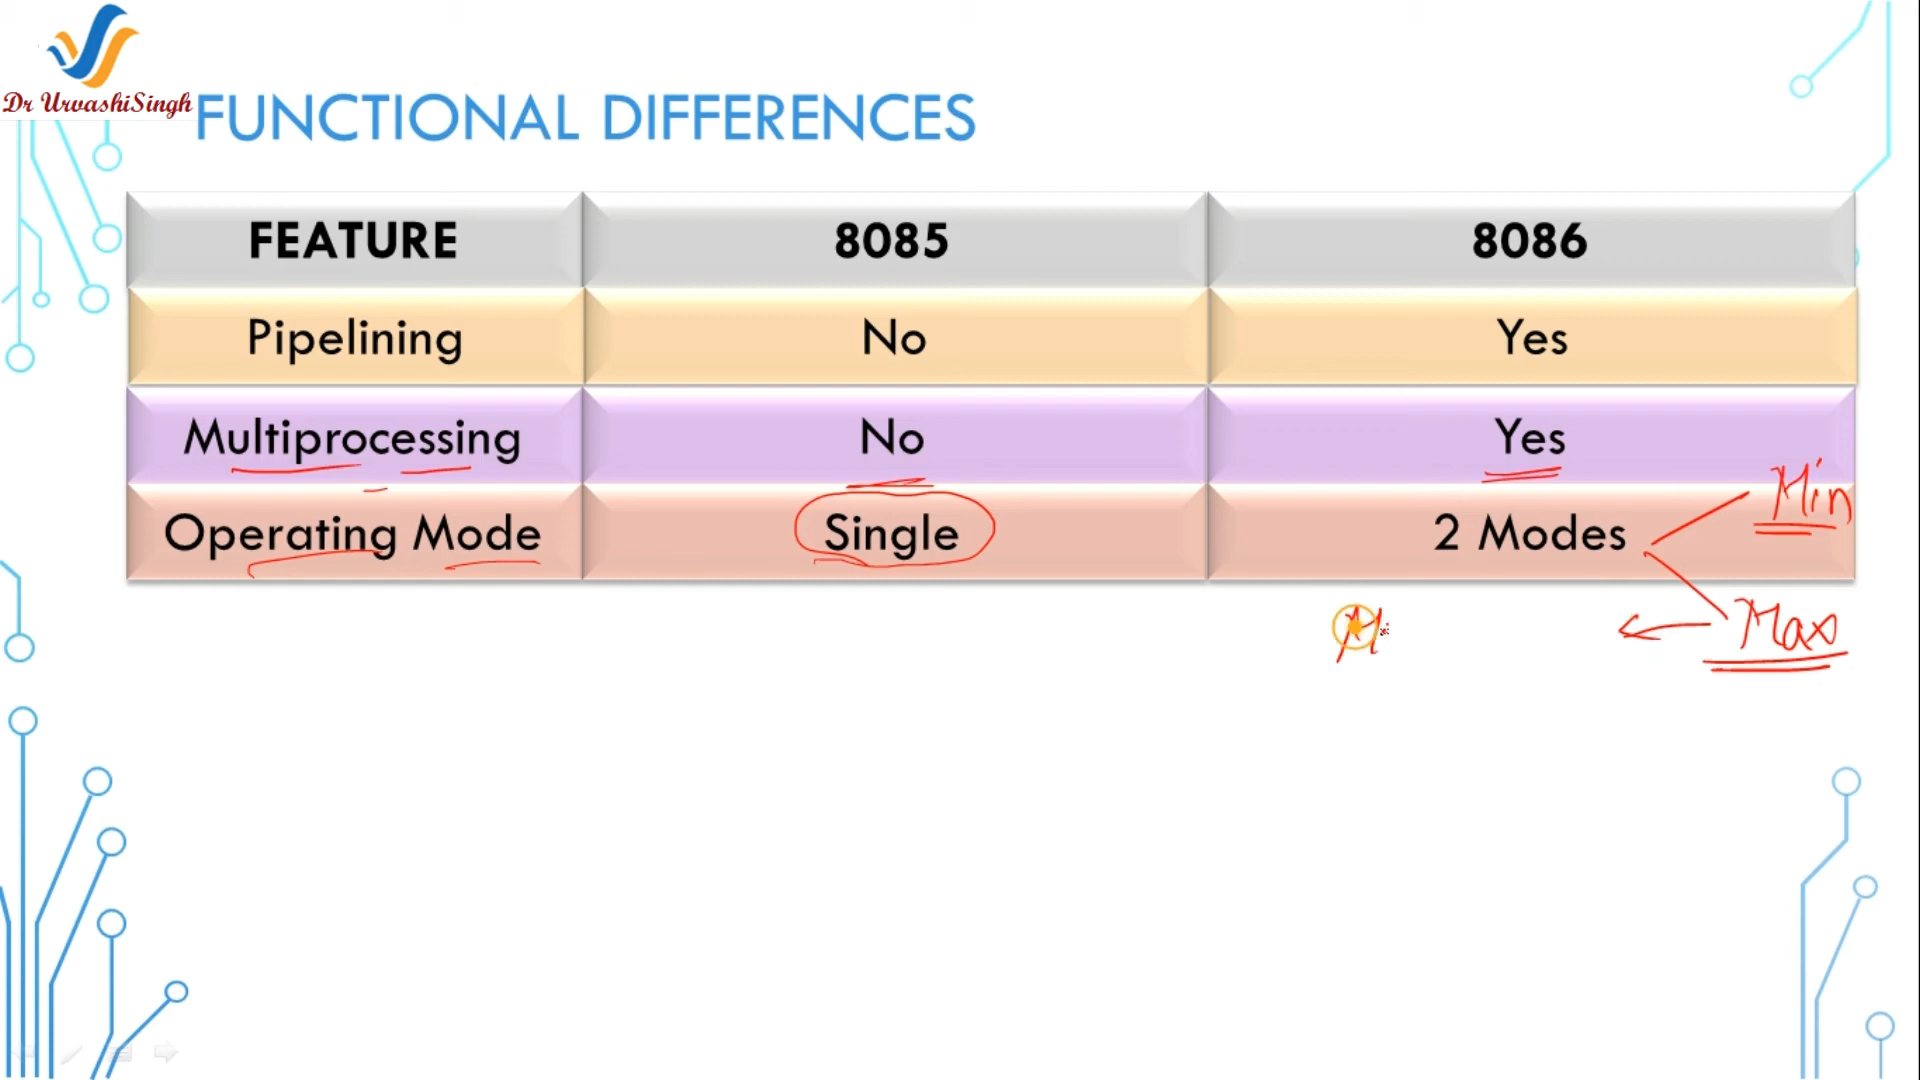 Dr UrvashiSingh
FUNCTIONAL DIFFERENCES
FEATURE 8085 8086
Pipelining No Yes
Multiprocessing No Yes
Operating Mode Single 2 Modes
Min
Max
M